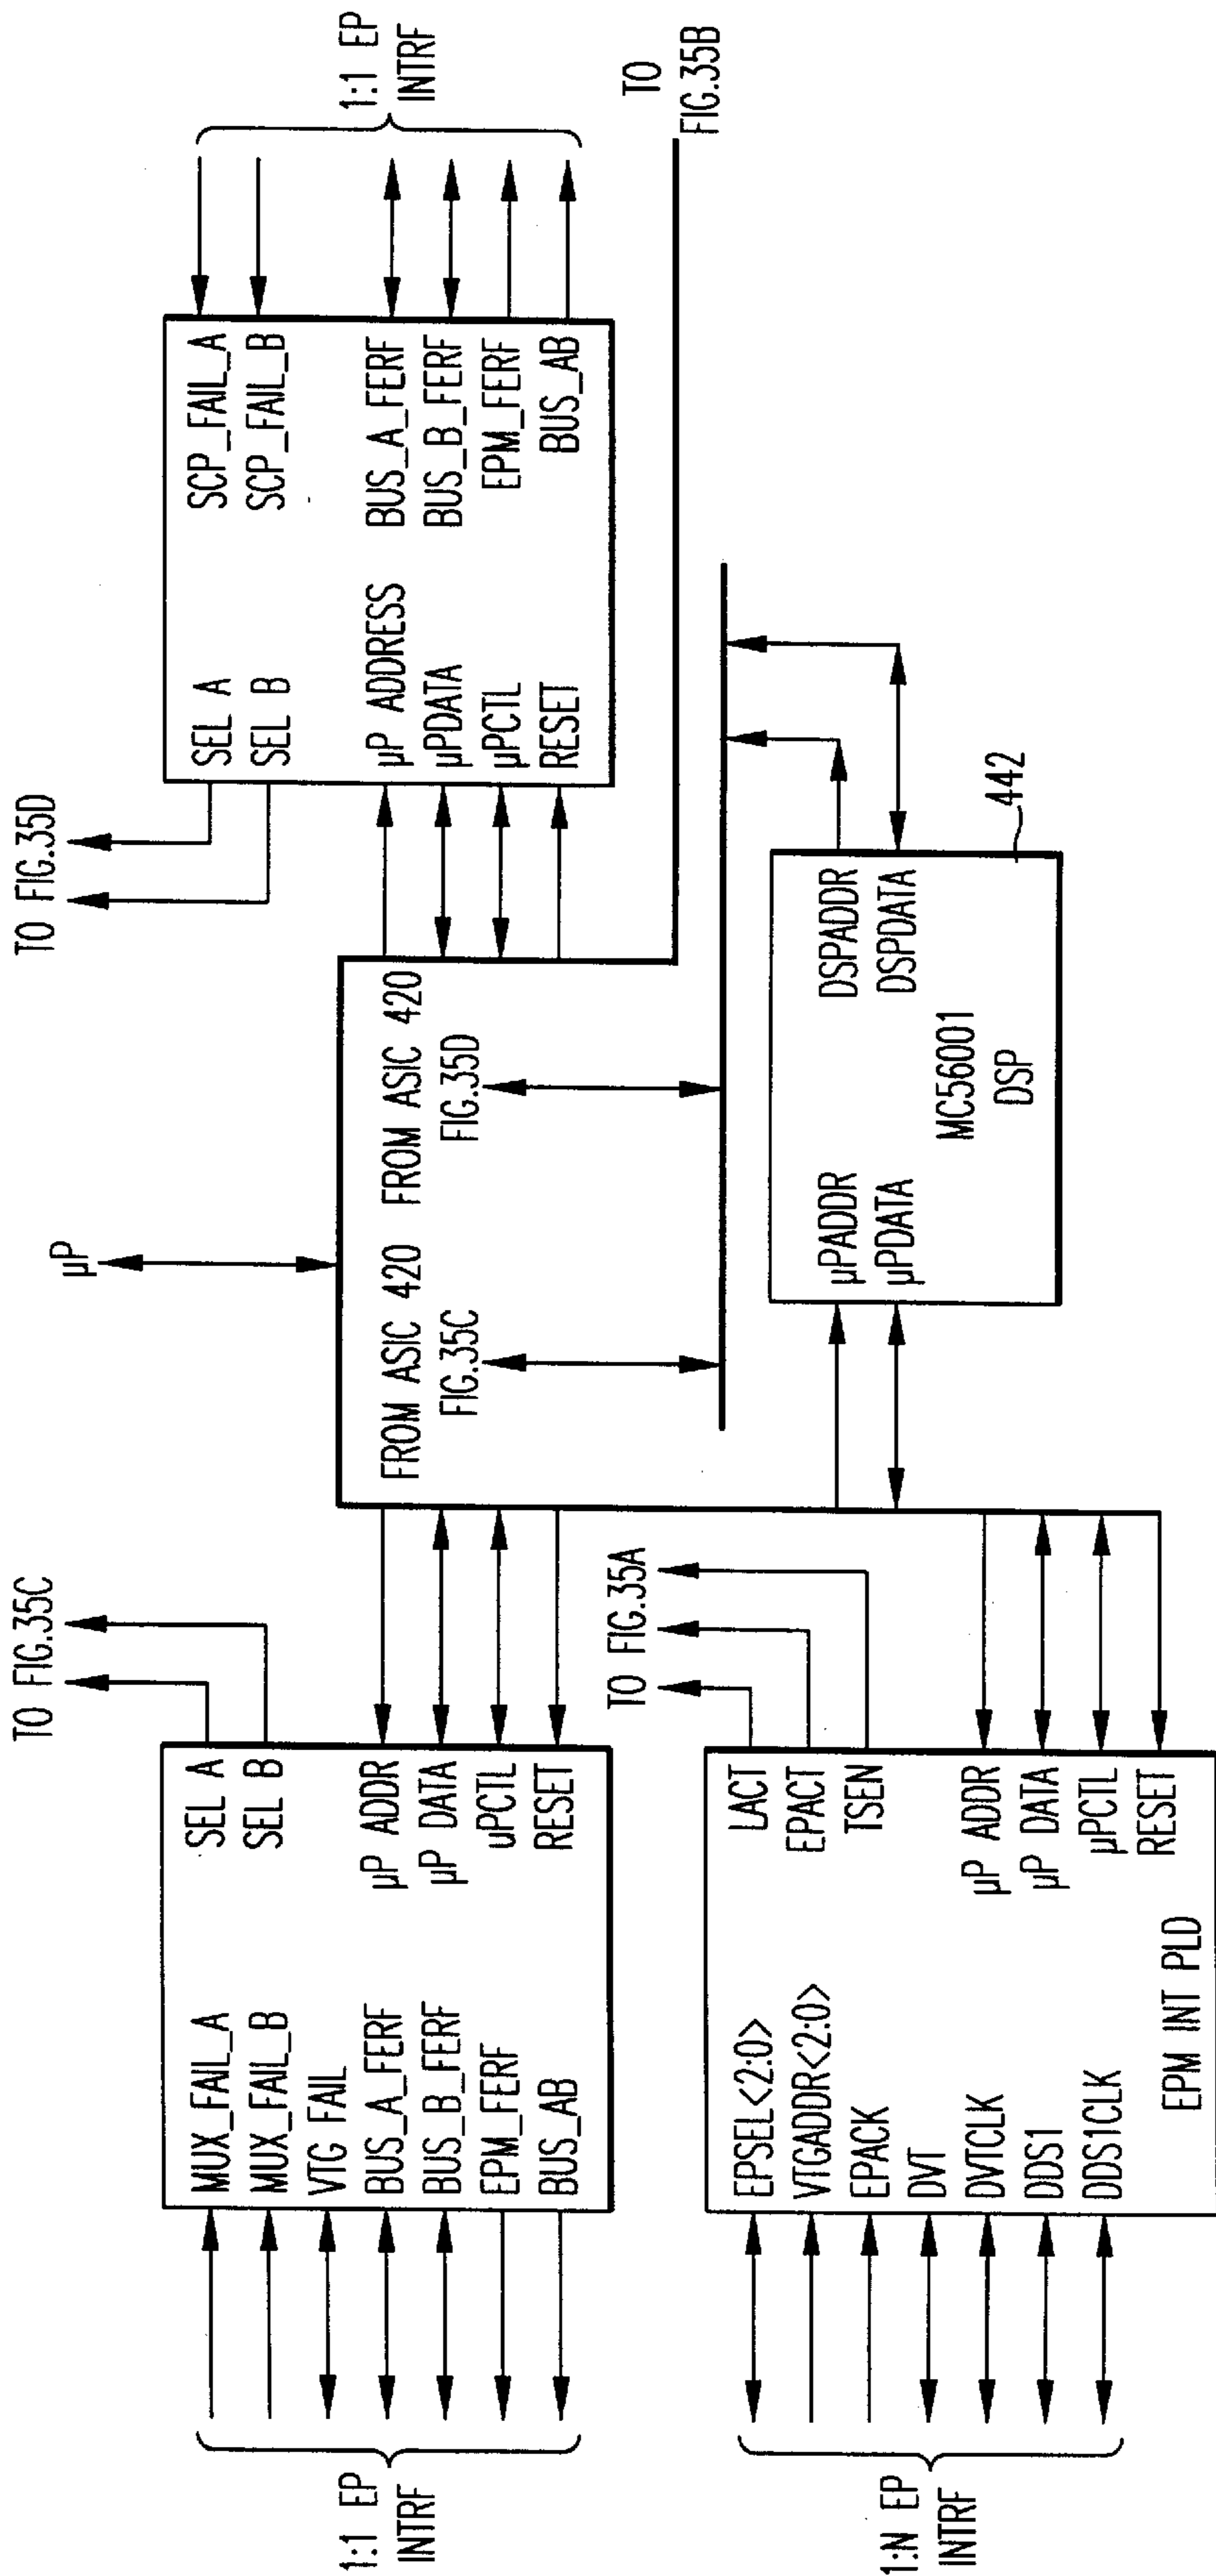 TO FIG.35C
MUX_FAIL_A
MUX_FAIL_B
VTG FAIL
BUS_A_FERF
BUS_B_FERF
EPM_FERF
BUS_AB
SEL A
SEL B
µP ADDR
µP DATA
uPCTL
RESET
1:1 EP
INTRF
µP
FROM ASIC 420
FIG.35C
FROM ASIC 420
FIG.35D
TO FIG.35D
SEL A
SEL B
µP ADDRESS
µPDATA
µPCTL
RESET
SCP_FAIL_A
SCP_FAIL_B
BUS_A_FERF
BUS_B_FERF
EPM_FERF
BUS_AB
1:1 EP
INTRF
TO
FIG.35B
TO FIG.35A
EPSEL<2:0>
VTGADDR<2:0>
EPACK
DVT
DVTCLK
DDS1
DDS1CLK
LACT
EPACT
TSEN
µP ADDR
µP DATA
µPCTL
RESET
EPM INT PLD
1:N EP
INTRF
µPADDR
µPDATA
DSPADDR
DSPDATA
MC56001
DSP
442